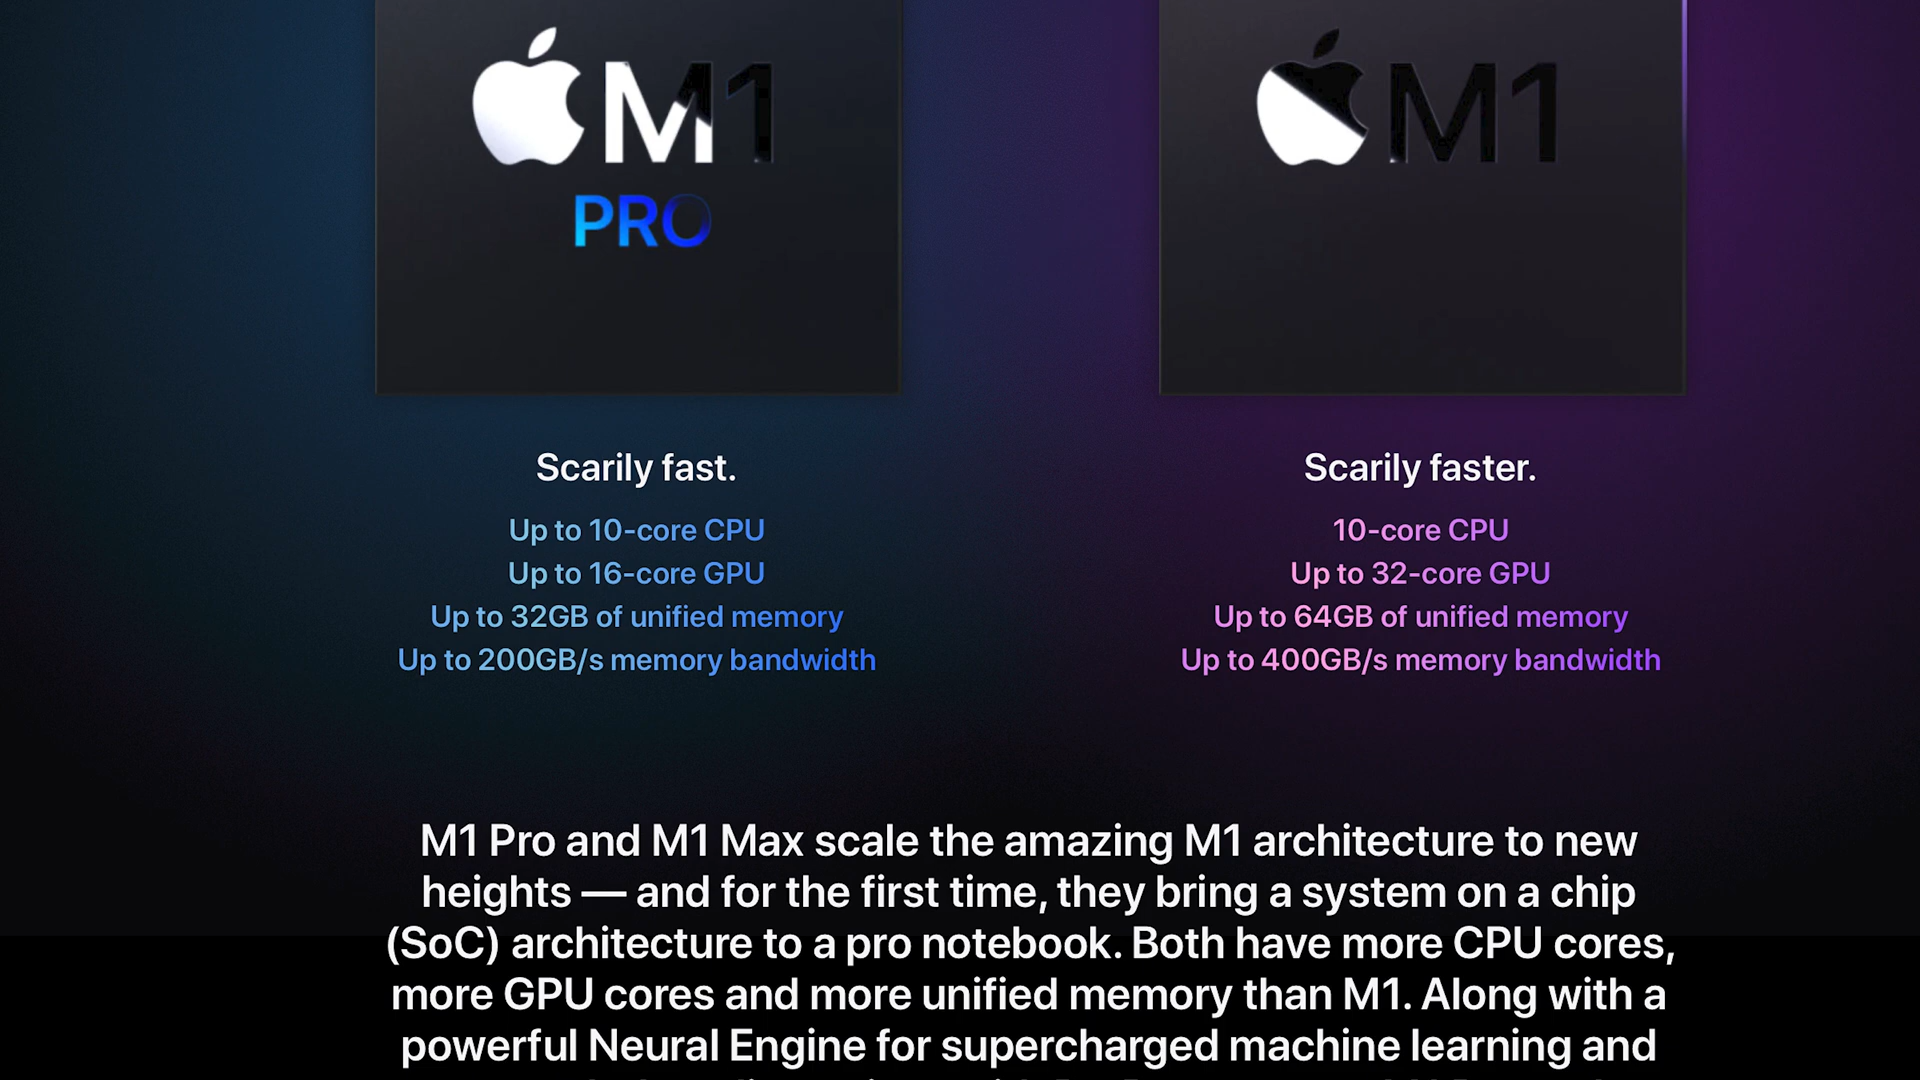 M1
PRO
M1
Scarily fast.
Up to 10-core CPU
Up to 16-core GPU
Up to 32GB of unified memory
Up to 200GB/s memory bandwidth
Scarily faster.
10-core CPU
Up to 32-core GPU
Up to 64GB of unified memory
Up to 400GB/s memory bandwidth
M1 Pro and M1 Max scale the amazing M1 architecture to new
heights — and for the first time, they bring a system on a chip
(SoC) architecture to a pro notebook. Both have more CPU cores,
more GPU cores and more unified memory than M1. Along with a
powerful Neural Engine for supercharged machine learning and